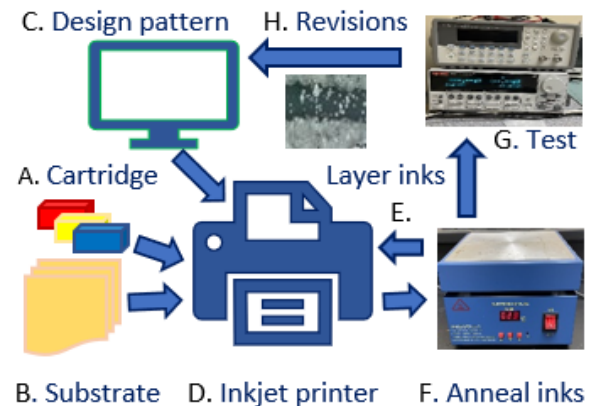 C. Design pattern
H. Revisions
G. Test
A. Cartridge
Layer inks
E.
B. Substrate
D. Inkjet printer
F. Anneal inks